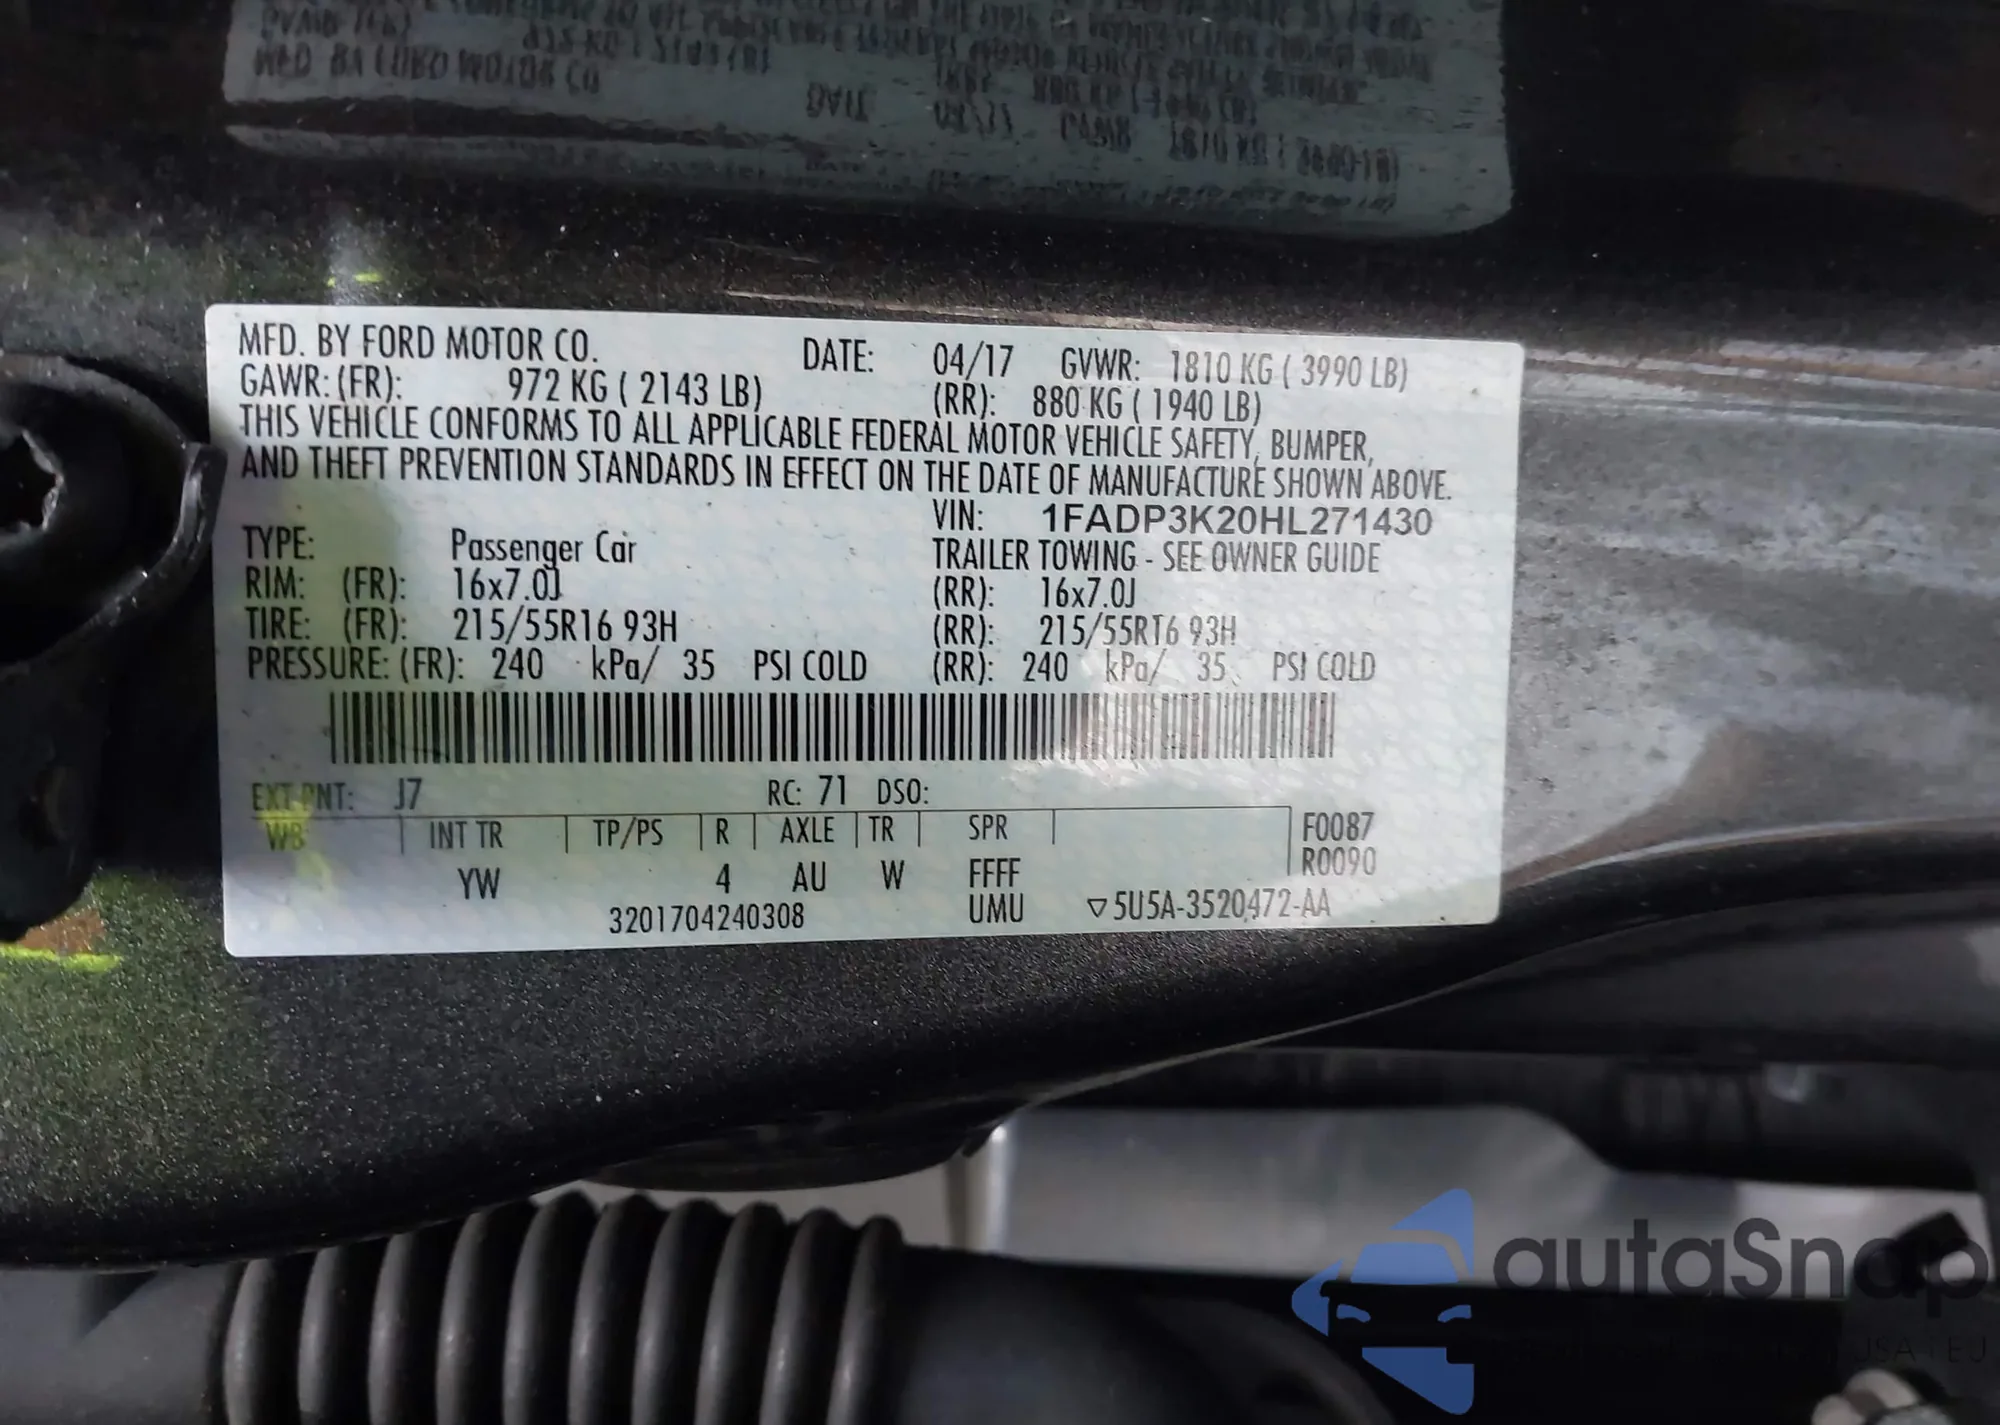 MFD. BY FORD MOTOR CO. DATE: 04/17 GVWR: 1810 KG ( 3990 LB)
GAWR: (FR): 972 KG ( 2143 LB) (RR): 880 KG ( 1940 LB)
THIS VEHICLE CONFORMS TO ALL APPLICABLE FEDERAL MOTOR VEHICLE SAFETY, BUMPER,
AND THEFT PREVENTION STANDARDS IN EFFECT ON THE DATE OF MANUFACTURE SHOWN ABOVE.
VIN: 1FADP3K20HL271430
TYPE: Passenger Car TRAILER TOWING - SEE OWNER GUIDE
RIM: (FR): 16x7.0J (RR): 16x7.0J
TIRE: (FR): 215/55R16 93H (RR): 215/55R16 93H
PRESSURE: (FR): 240 kPa/ 35 PSI COLD (RR): 240 kPa/ 35 PSI COLD
EXT PNT: J7 RC: 71 DSO:
WB INT TR TP/PS R AXLE TR SPR F0087
R0090
YW 4 AU W FFFF
3201704240308 UMU ▽5U5A-3520472-AA
autaSnap
USA EU